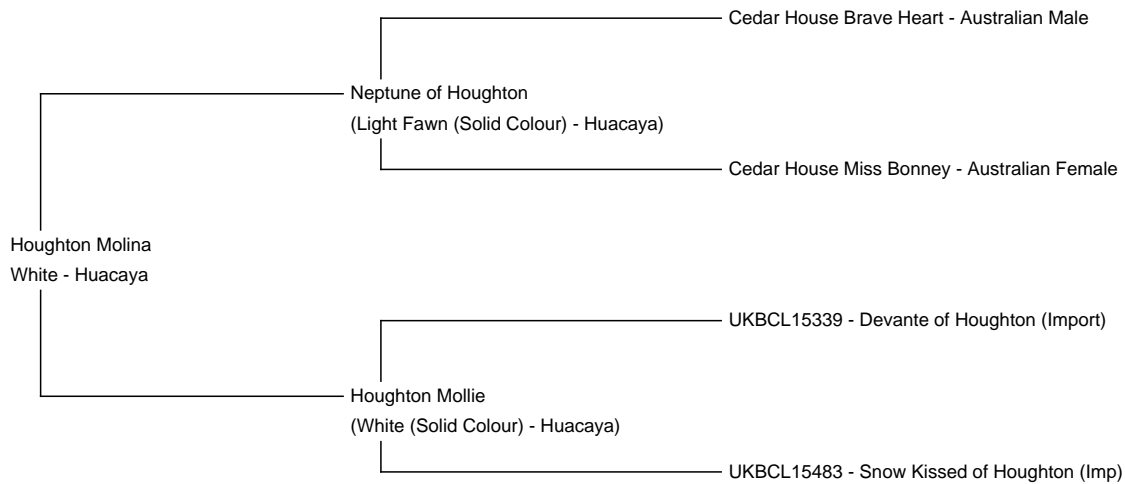 Cedar House Brave Heart - Australian Male
Neptune of Houghton
(Light Fawn (Solid Colour) - Huacaya)
Cedar House Miss Bonney - Australian Female
Houghton Molina
White - Huacaya
UKBCL15339 - Devante of Houghton (Import)
Houghton Mollie
(White (Solid Colour) - Huacaya)
UKBCL15483 - Snow Kissed of Houghton (Imp)